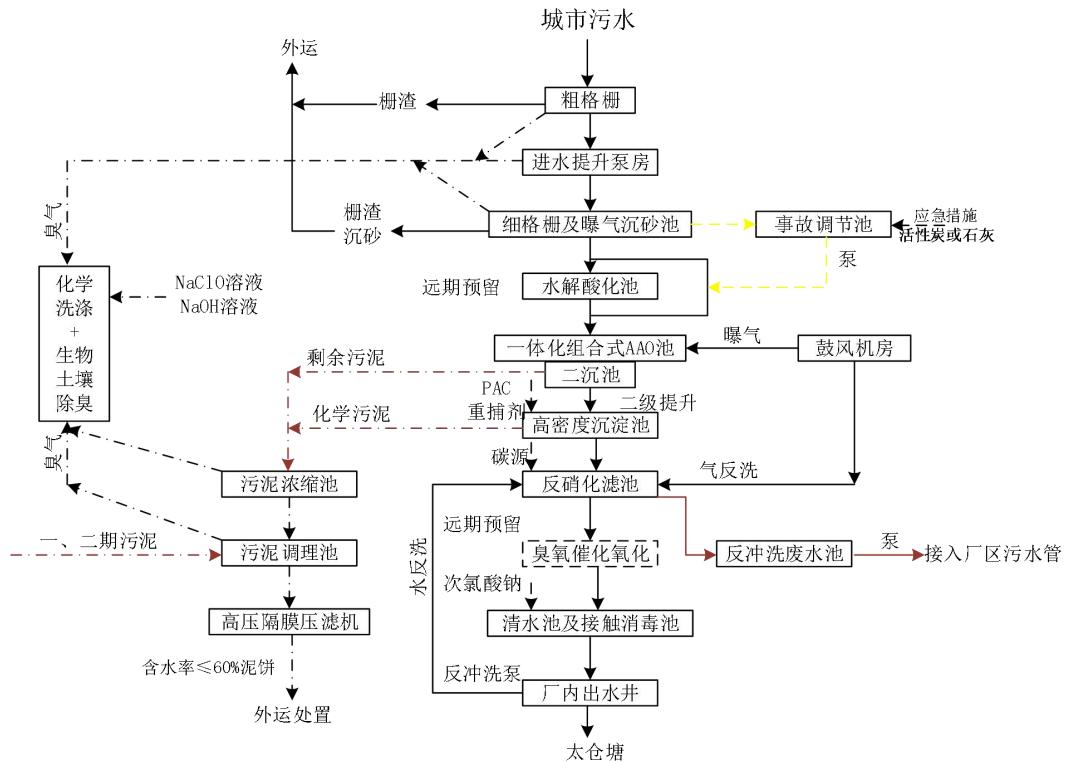 城市污水
外运
栅渣
粗格栅
进水提升泵房
臭气
栅渣
沉砂
细格栅及曝气沉砂池
事故调节池
应急措施
活性炭或石灰
泵
化学
洗涤
+
生物
土壤
除臭
NaClO溶液
NaOH溶液
远期预留
水解酸化池
曝气
一体化组合式AAO池
鼓风机房
剩余污泥
二沉池
PAC
重捕剂
二级提升
化学污泥
高密度沉淀池
臭气
碳源
气反洗
污泥浓缩池
反硝化滤池
远期预留
一、二期污泥
污泥调理池
水反洗
臭氧催化氧化
反冲洗废水池
泵
接入厂区污水管
次氯酸钠
高压隔膜压滤机
清水池及接触消毒池
含水率≤60%泥饼
反冲洗泵
厂内出水井
外运处置
太仓塘